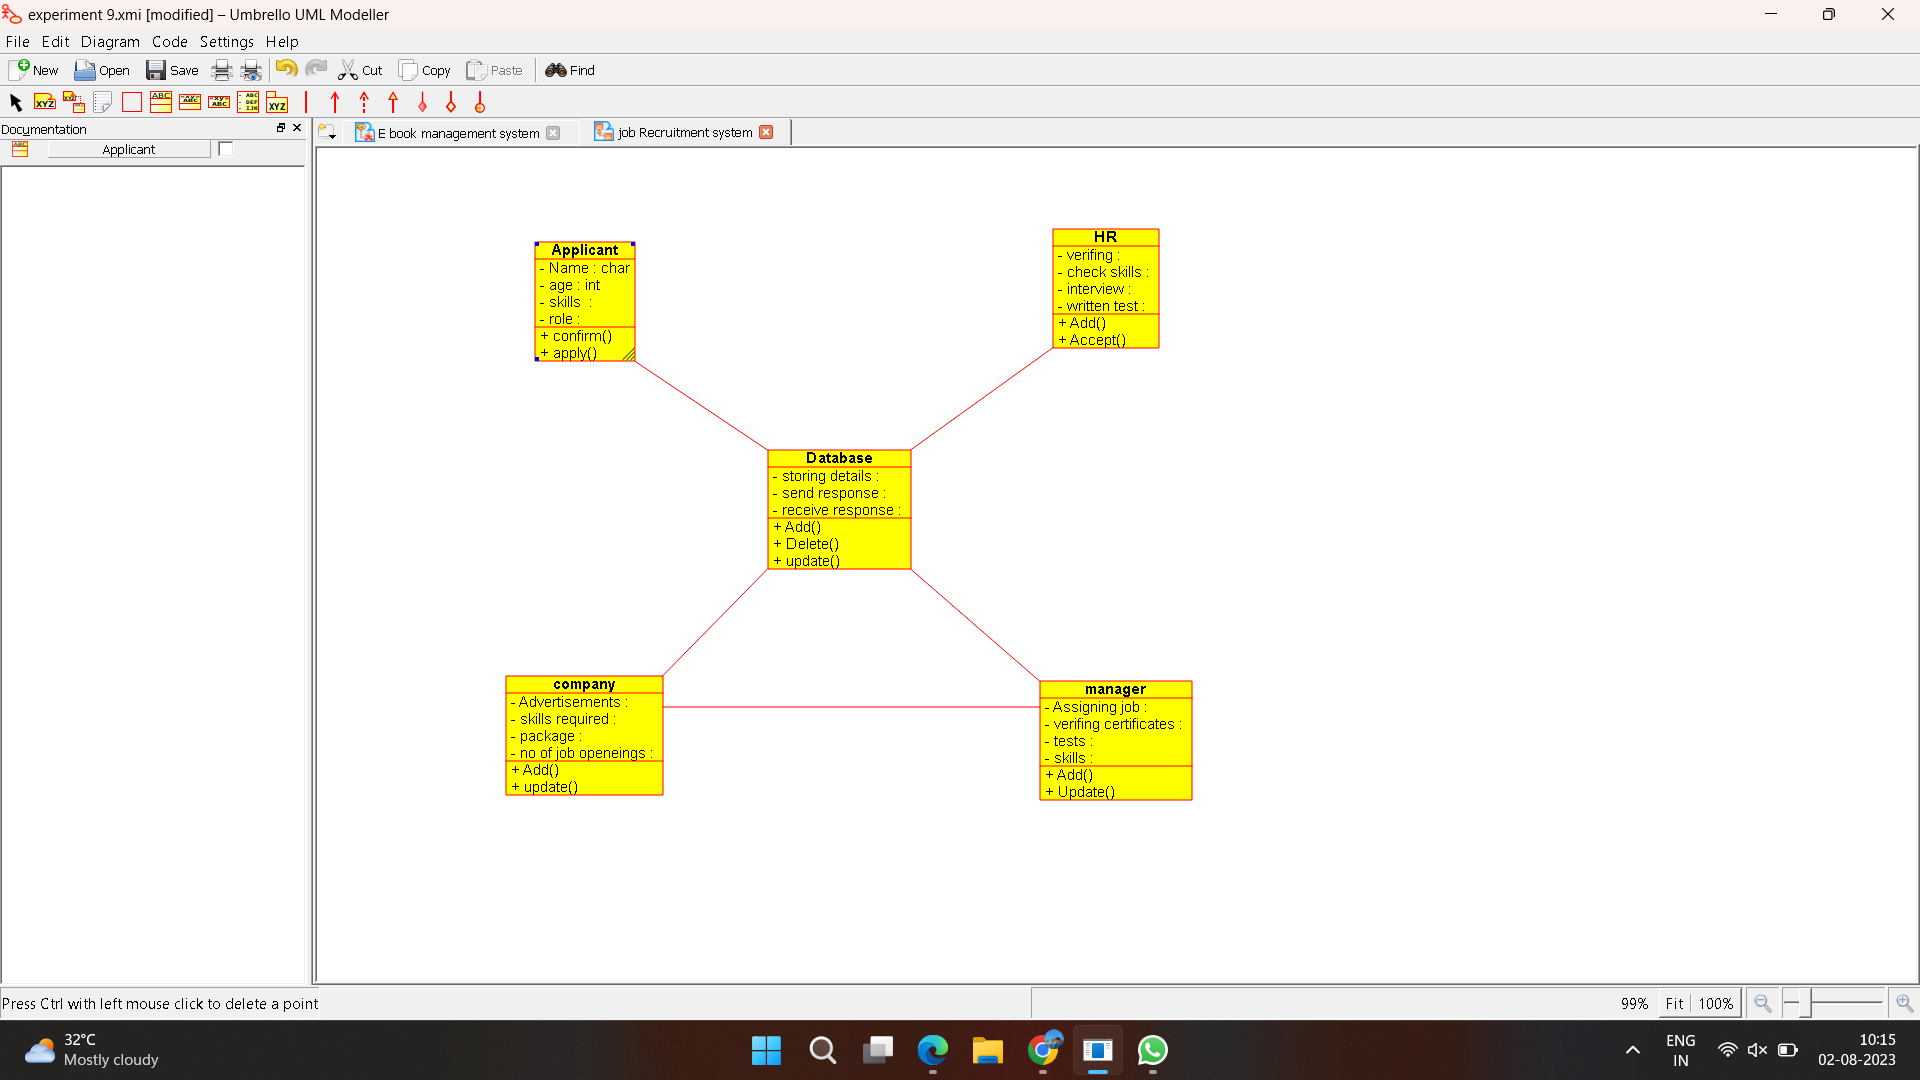 experiment 9.xmi [modified] – Umbrello UML Modeller
File Edit Diagram Code Settings Help
New Open Save Cut Copy Paste Find
Documentation
Applicant
E book management system
job Recruitment system
Applicant
- Name : char
- age : int
- skills  :
- role :
+ confirm()
+ apply()
HR
- verifing :
- check skills :
- interview :
- written test :
+ Add()
+ Accept()
Database
- storing details :
- send response :
- receive response :
+ Add()
+ Delete()
+ update()
company
- Advertisements :
- skills required :
- package :
- no of job openeings :
+ Add()
+ update()
manager
- Assigning job :
- verifing certificates :
- tests :
- skills :
+ Add()
+ Update()
Press Ctrl with left mouse click to delete a point
99% Fit 100%
32°C
Mostly cloudy
ENG
IN
10:15
02-08-2023